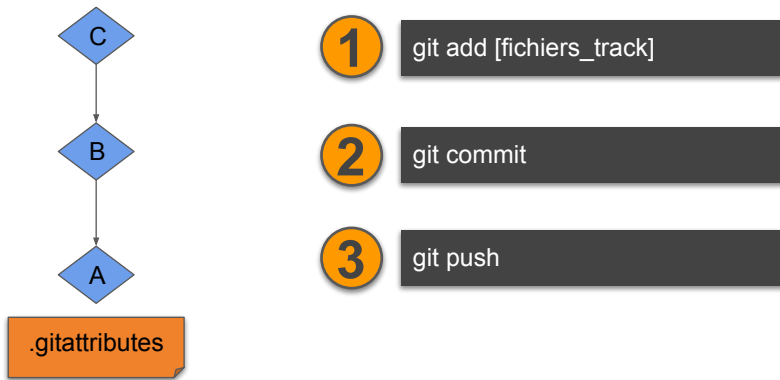 C
1
git add [fichiers_track]
B
2
git commit
3
git push
A
.gitattributes